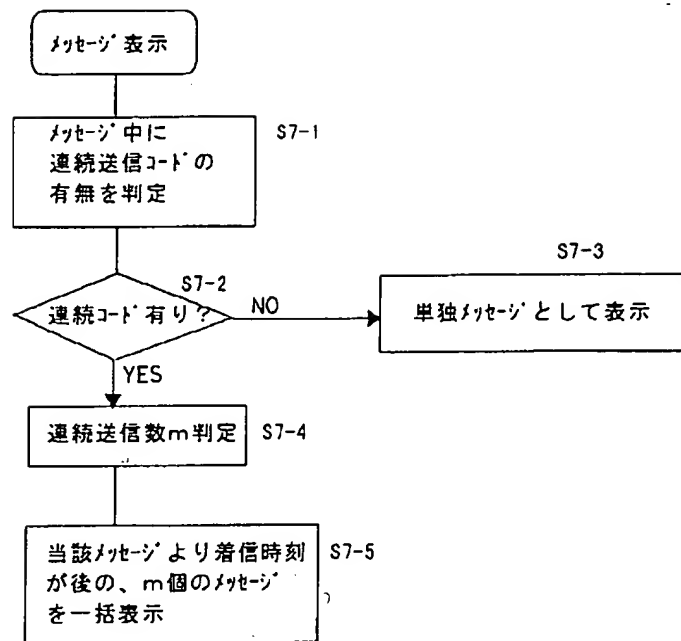 メッセージ表示
メッセージ中に
連続送信コードの
有無を判定
S7-1
S7-2
連続コード有り?
NO
S7-3
単独メッセージとして表示
YES
連続送信数m判定
S7-4
当該メッセージより着信時刻
が後の、m個のメッセージ
を一括表示
S7-5